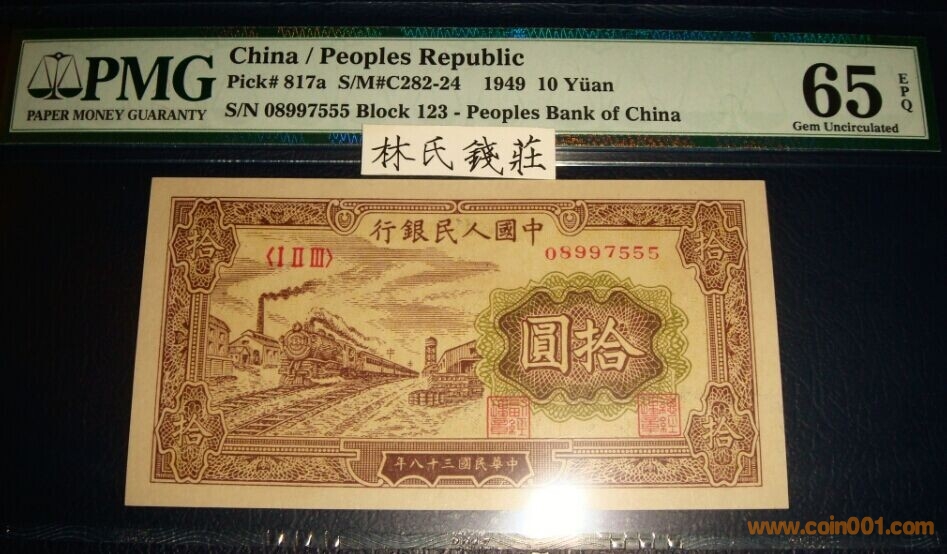 PMG
PAPER MONEY GUARANTY
China / Peoples Republic
Pick# 817a S/M#C282-24 1949 10 Yüan
S/N 08997555 Block 123 - Peoples Bank of China
65
EPQ
Gem Uncirculated
林氏錢莊
行銀民人國中
〈I II III〉
08997555
拾
拾
圓拾
拾
拾
年八十三國民華中
www.coin001.com